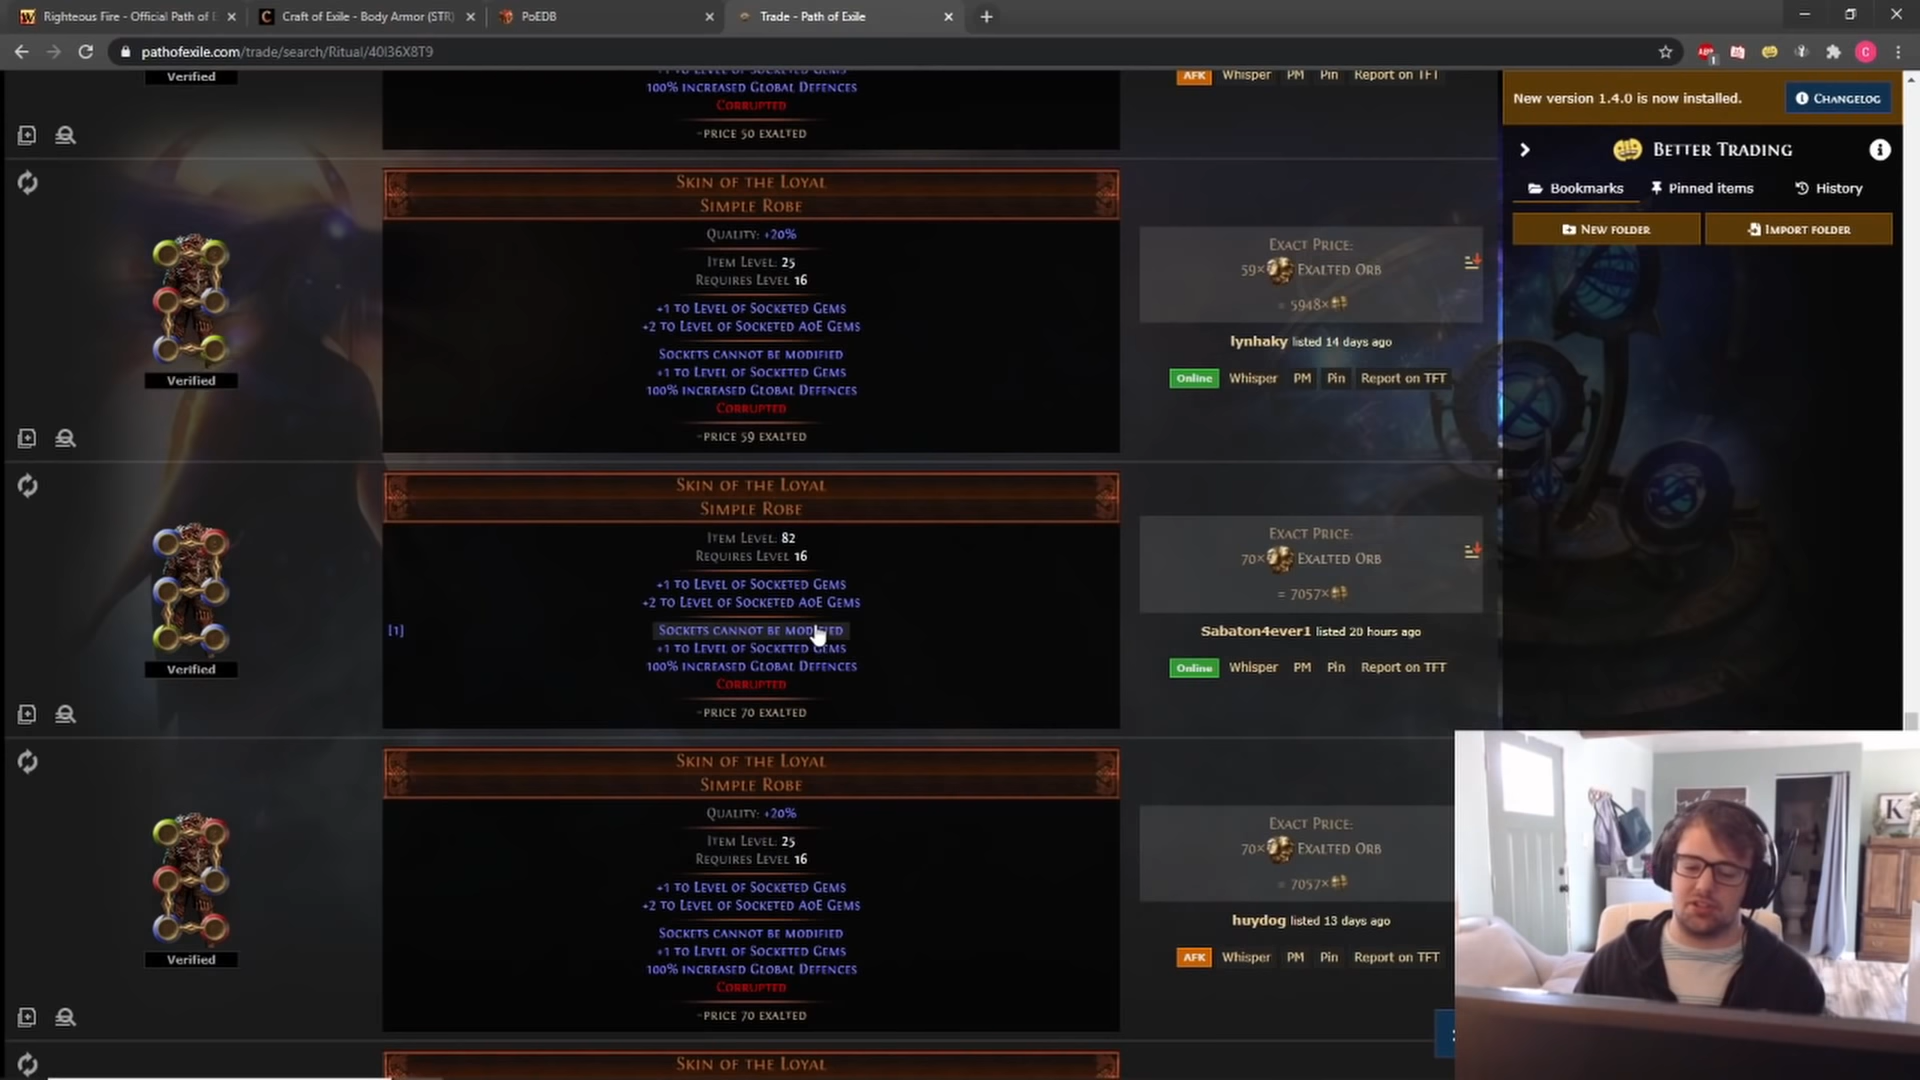 Righteous Fire - Official Path of E
Craft of Exile - Body Armor (STR)
PoEDB
Trade - Path of Exile
pathofexile.com/trade/search/Ritual/40I36X8T9
Verified
+1 to Level of Socketed Gems
100% increased Global Defences
Corrupted
~price 50 exalted
AFK Whisper PM Pin Report on TFT
New version 1.4.0 is now installed.
Changelog
Better Trading
Bookmarks Pinned items History
New folder Import folder
Skin of the Loyal
Simple Robe
Quality: +20%
Item Level: 25
Requires Level 16
+1 to Level of Socketed Gems
+2 to Level of Socketed AoE Gems
Sockets cannot be modified
+1 to Level of Socketed Gems
100% increased Global Defences
Corrupted
~price 59 exalted
Verified
Exact Price:
59× Exalted Orb
= 5948×
lynhaky listed 14 days ago
Online Whisper PM Pin Report on TFT
Skin of the Loyal
Simple Robe
Item Level: 82
Requires Level 16
+1 to Level of Socketed Gems
+2 to Level of Socketed AoE Gems
[1]
Sockets cannot be modified
+1 to Level of Socketed Gems
100% increased Global Defences
Corrupted
~price 70 exalted
Verified
Exact Price:
70× Exalted Orb
= 7057×
Sabaton4ever1 listed 20 hours ago
Online Whisper PM Pin Report on TFT
Skin of the Loyal
Simple Robe
Quality: +20%
Item Level: 25
Requires Level 16
+1 to Level of Socketed Gems
+2 to Level of Socketed AoE Gems
Sockets cannot be modified
+1 to Level of Socketed Gems
100% increased Global Defences
Corrupted
~price 70 exalted
Verified
Exact Price:
70× Exalted Orb
= 7057×
huydog listed 13 days ago
AFK Whisper PM Pin Report on TFT
Skin of the Loyal
K